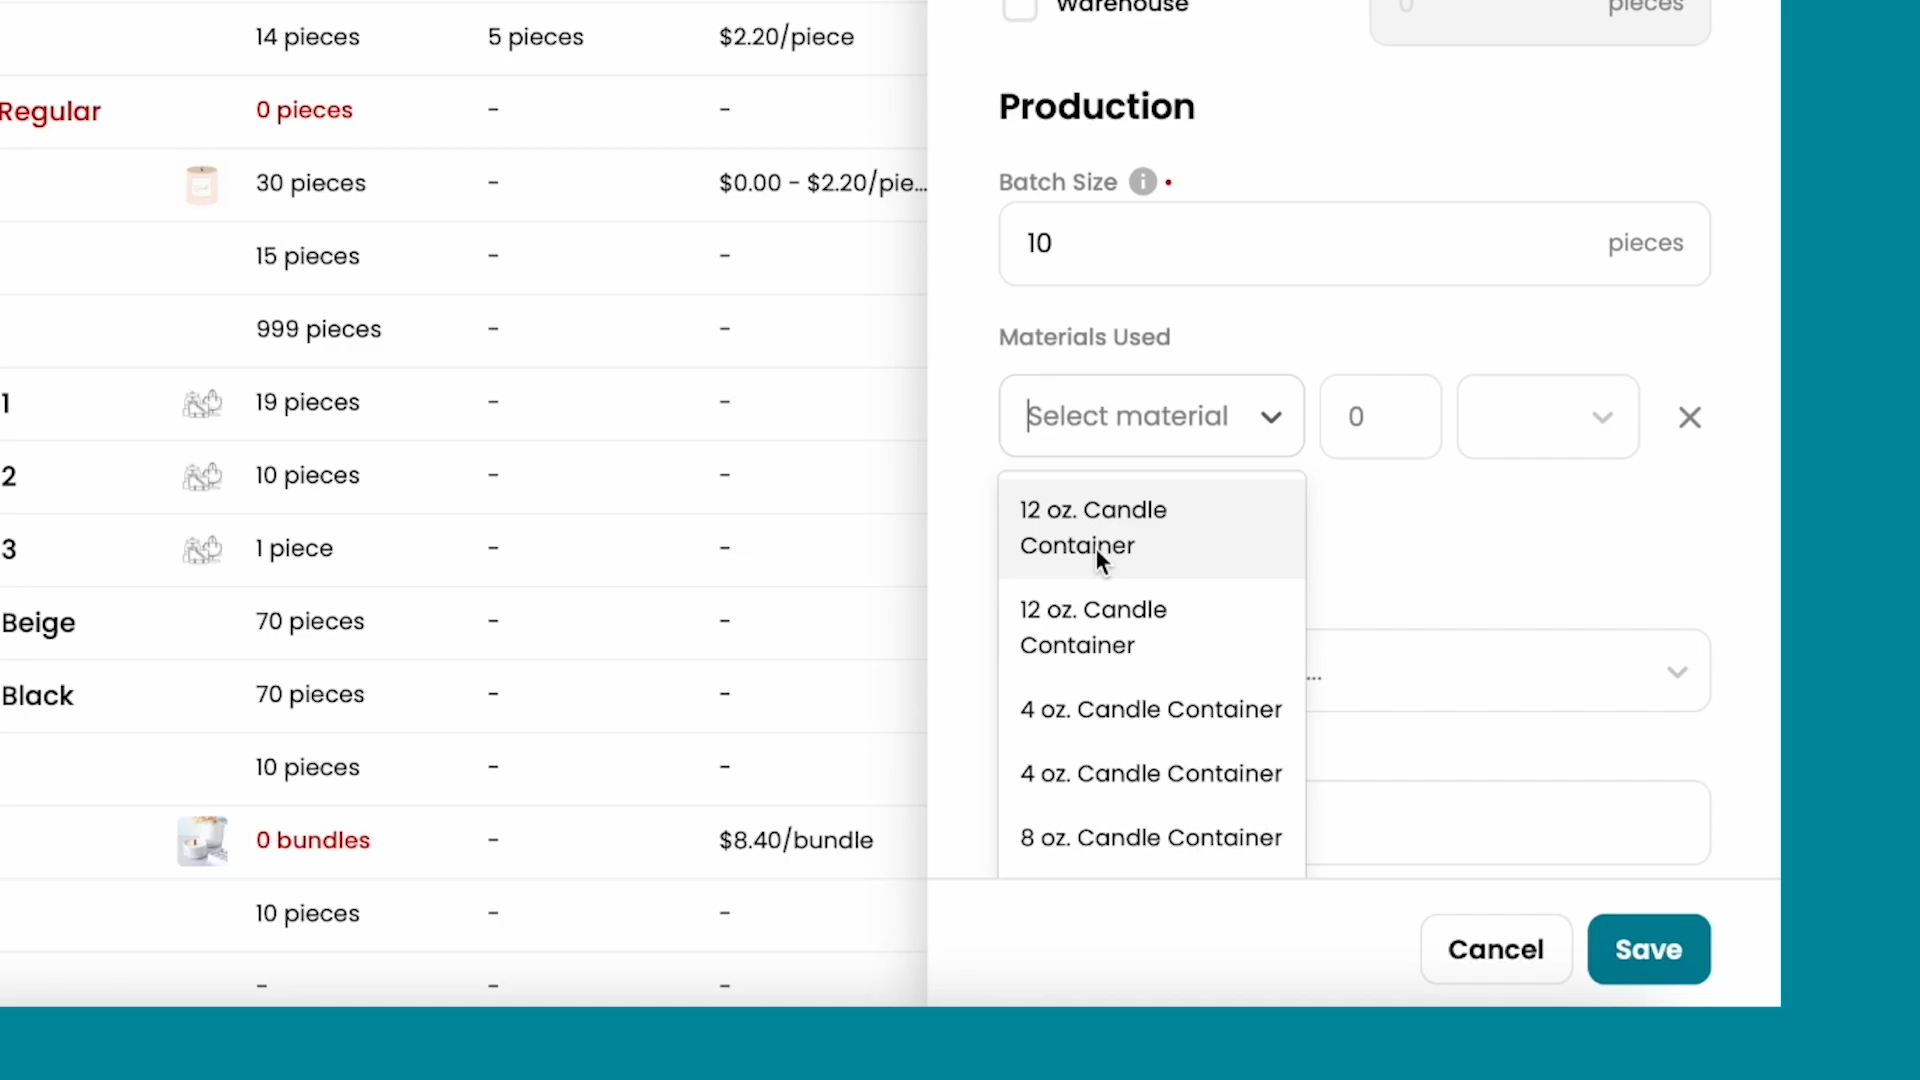 14 pieces 5 pieces $2.20/piece
Regular 0 pieces - -
30 pieces - $0.00 - $2.20/pie...
15 pieces - -
999 pieces - -
1 19 pieces - -
2 10 pieces - -
3 1 piece - -
Beige 70 pieces - -
Black 70 pieces - -
10 pieces - -
0 bundles - $8.40/bundle
10 pieces - -
- - -
Warehouse 0 pieces
Production
Batch Size
10 pieces
Materials Used
Select material 0
12 oz. Candle
Container
12 oz. Candle
Container
4 oz. Candle Container
4 oz. Candle Container
8 oz. Candle Container
...
Cancel Save